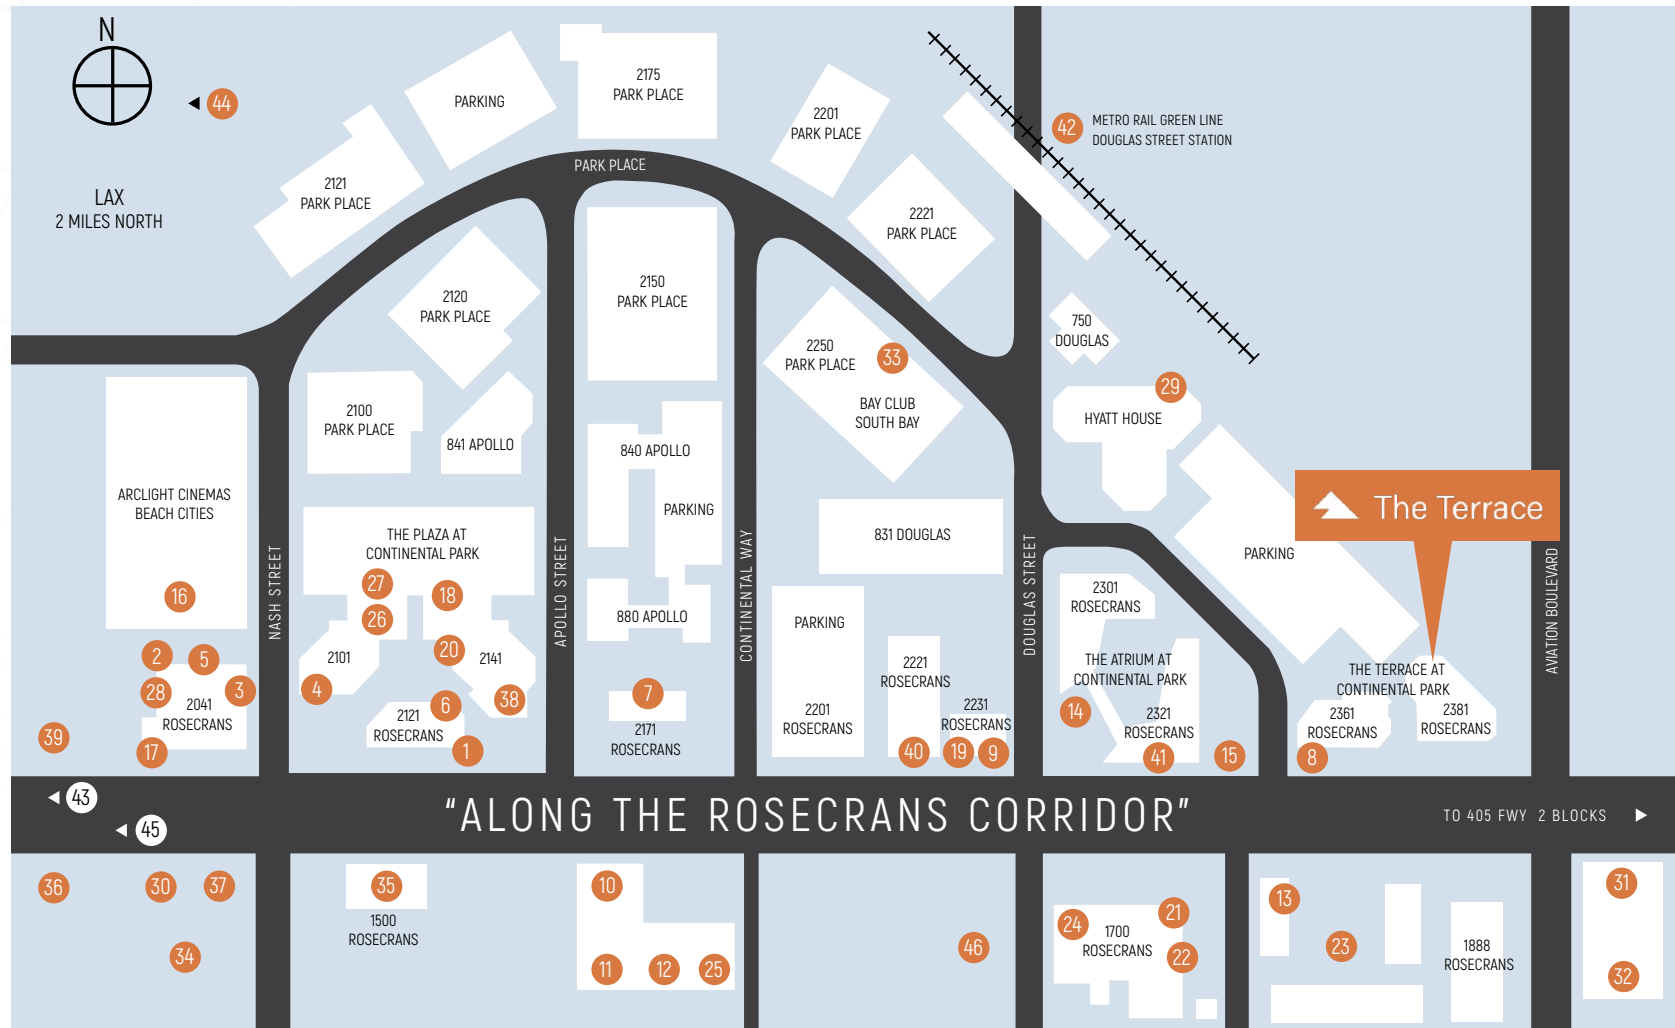 N
44
LAX
2 MILES NORTH
PARKING
2175
PARK PLACE
2201
PARK PLACE
42
METRO RAIL GREEN LINE
DOUGLAS STREET STATION
PARK PLACE
2121
PARK PLACE
2221
PARK PLACE
2120
PARK PLACE
2150
PARK PLACE
750
DOUGLAS
2250
PARK PLACE
33
BAY CLUB
SOUTH BAY
29
HYATT HOUSE
2100
PARK PLACE
841 APOLLO
840 APOLLO
PARKING
The Terrace
ARCLIGHT CINEMAS
BEACH CITIES
16
NASH STREET
THE PLAZA AT
CONTINENTAL PARK
27
18
26
20
APOLLO STREET
880 APOLLO
CONTINENTAL WAY
831 DOUGLAS
DOUGLAS STREET
PARKING
AVIATION BOULEVARD
2
5
28
3
2041
ROSECRANS
39
17
2101
4
2141
38
6
2121
ROSECRANS
1
7
2171
ROSECRANS
PARKING
2201
ROSECRANS
2221
ROSECRANS
2231
ROSECRANS
40
19
9
2301
ROSECRANS
THE ATRIUM AT
CONTINENTAL PARK
14
2321
ROSECRANS
41
15
THE TERRACE AT
CONTINENTAL PARK
2361
ROSECRANS
2381
ROSECRANS
8
43
45
"ALONG THE ROSECRANS CORRIDOR"
TO 405 FWY 2 BLOCKS
36
30
37
34
35
1500
ROSECRANS
10
11
12
25
46
24
21
1700
ROSECRANS
22
13
23
1888
ROSECRANS
31
32